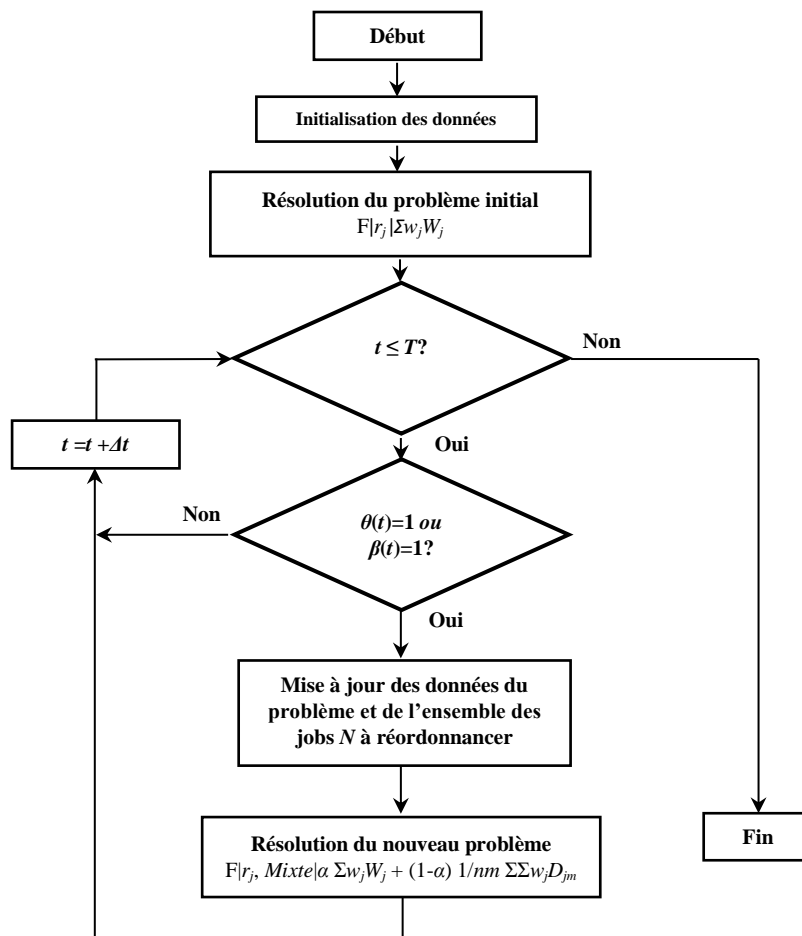 Début
Initialisation des données
Résolution du problème initial
F|rj|Σwj Wj
t ≤ T?
Non
t =t +Δt
Oui
Non
θ(t)=1 ou
β(t)=1?
Oui
Mise à jour des données du
problème et de l’ensemble des
jobs N à réordonnancer
Résolution du nouveau problème
F|rj, Mixte|α Σwj Wj + (1-α) 1/nm ΣΣwj Djm
Fin